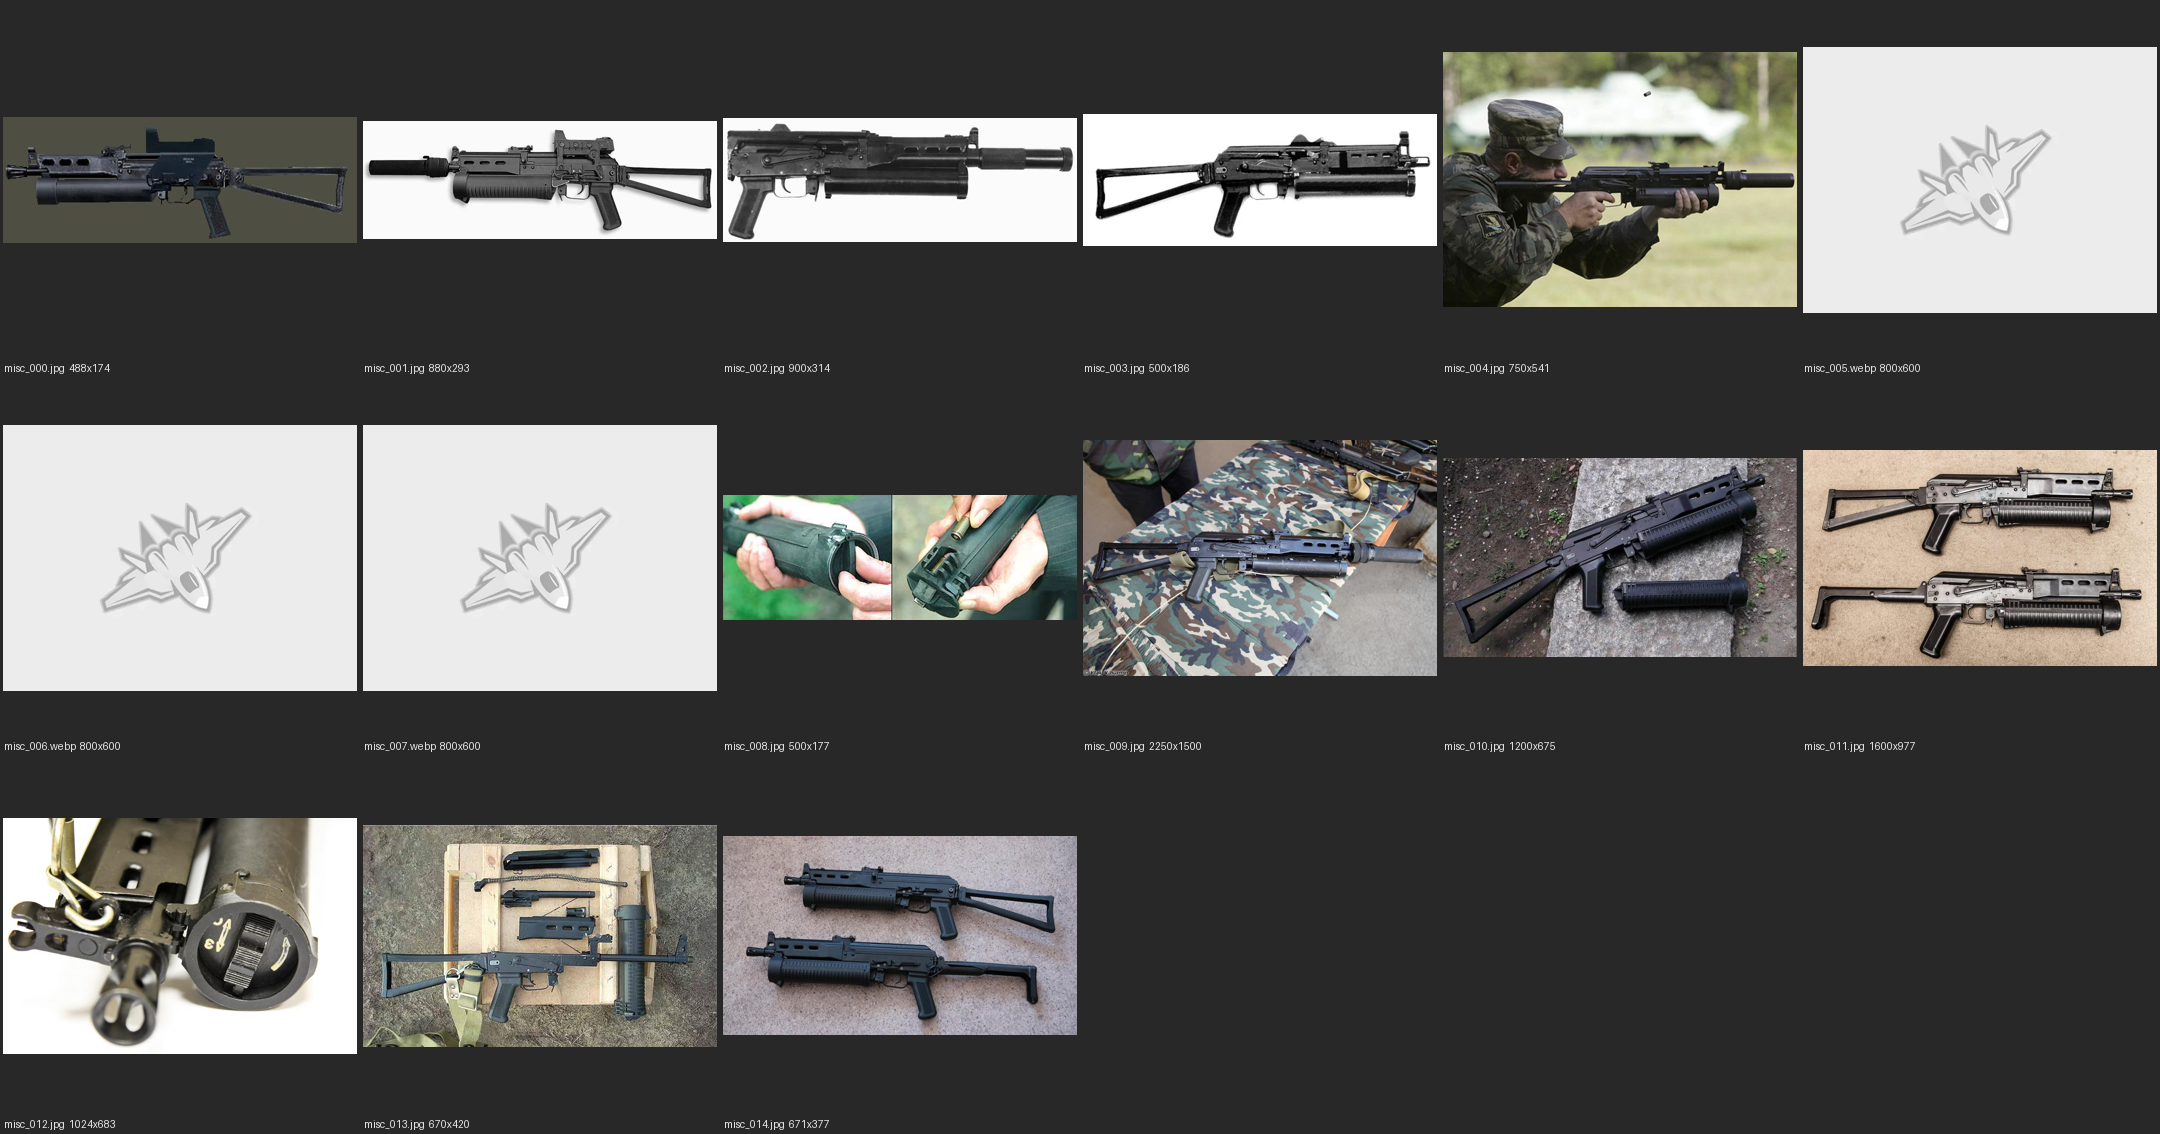 misc_000.jpg 488x174
misc_001.jpg 880x293
misc_002.jpg 900x314
misc_003.jpg 500x186
misc_004.jpg 750x541
misc_005.webp 800x600
misc_006.webp 800x600
misc_007.webp 800x600
misc_008.jpg 500x177
misc_009.jpg 2250x1500
misc_010.jpg 1200x675
misc_011.jpg 1600x977
misc_012.jpg 1024x683
misc_013.jpg 670x420
misc_014.jpg 671x377